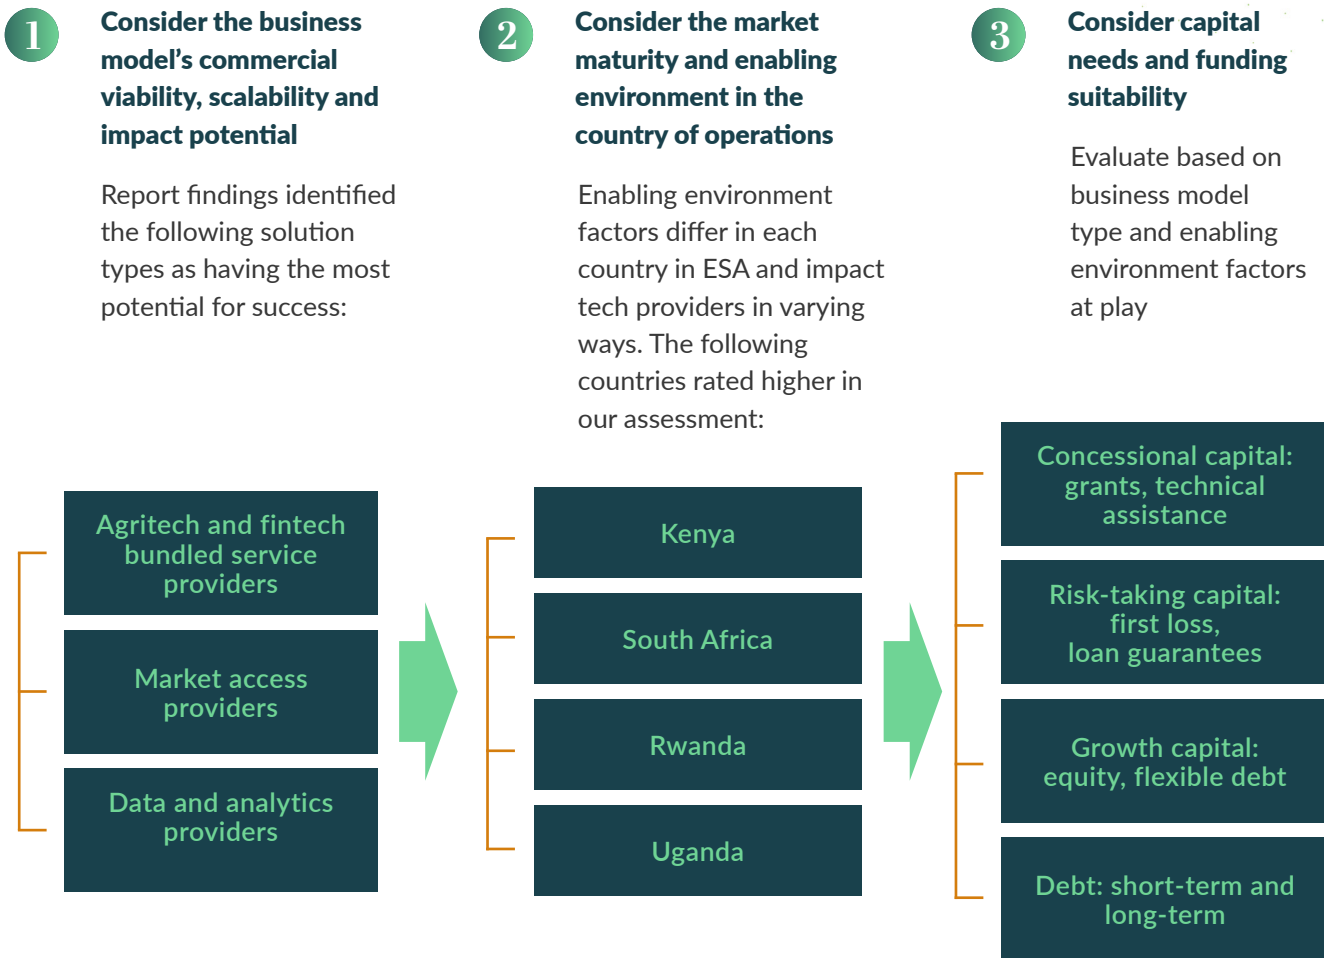 1
Consider the business
model’s commercial
viability, scalability and
impact potential
Report findings identified
the following solution
types as having the most
potential for success:
Agritech and fintech
bundled service
providers
Market access
providers
Data and analytics
providers
2
Consider the market
maturity and enabling
environment in the
country of operations
Enabling environment
factors differ in each
country in ESA and impact
tech providers in varying
ways. The following
countries rated higher in
our assessment:
Kenya
South Africa
Rwanda
Uganda
3
Consider capital
needs and funding
suitability
Evaluate based on
business model
type and enabling
environment factors
at play
Concessional capital:
grants, technical
assistance
Risk-taking capital:
first loss,
loan guarantees
Growth capital:
equity, flexible debt
Debt: short-term and
long-term